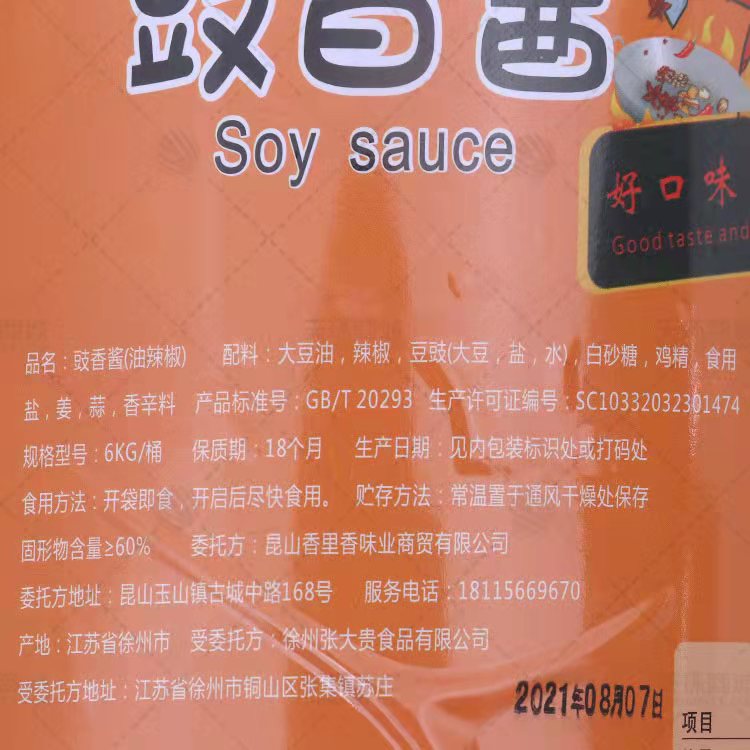 豉香酱
Soy sauce
好口味
Good taste and
品名：豉香酱(油辣椒) 配料：大豆油，辣椒，豆豉(大豆，盐，水)，白砂糖，鸡精，食用
盐，姜，蒜，香辛料 产品标准号：GB/T 20293 生产许可证编号：SC10332032301474
规格型号：6KG/桶 保质期：18个月 生产日期：见内包装标识处或打码处
食用方法：开袋即食，开启后尽快食用。 贮存方法：常温置于通风干燥处保存
固形物含量≥60% 委托方：昆山香里香味业商贸有限公司
委托方地址：昆山玉山镇古城中路168号 服务电话：18115669670
产地：江苏省徐州市 受委托方：徐州张大贵食品有限公司
受委托方地址：江苏省徐州市铜山区张集镇苏庄
2021年08月07日
项目